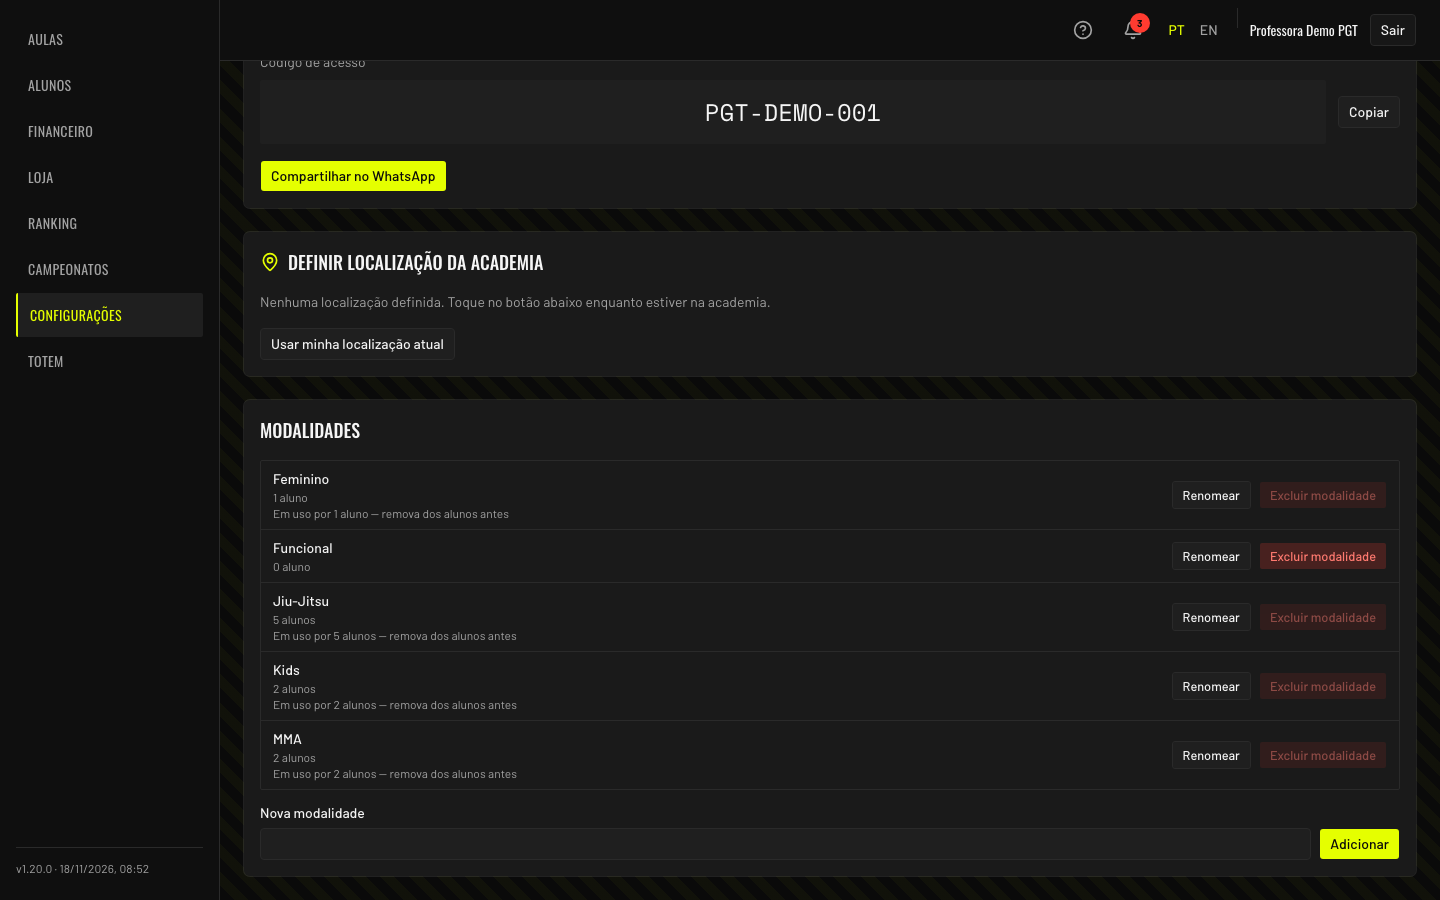 AULAS
ALUNOS
FINANCEIRO
LOJA
RANKING
CAMPEONATOS
CONFIGURAÇÕES
TOTEM
v1.20.0 · 18/11/2026, 08:52
3
PT
EN
Professora Demo PGT
Sair
Código de acesso
PGT-DEMO-001
Copiar
Compartilhar no WhatsApp
DEFINIR LOCALIZAÇÃO DA ACADEMIA
Nenhuma localização definida. Toque no botão abaixo enquanto estiver na academia.
Usar minha localização atual
MODALIDADES
Feminino
1 aluno
Em uso por 1 aluno — remova dos alunos antes
Renomear
Excluir modalidade
Funcional
0 aluno
Renomear
Excluir modalidade
Jiu-Jitsu
5 alunos
Em uso por 5 alunos — remova dos alunos antes
Renomear
Excluir modalidade
Kids
2 alunos
Em uso por 2 alunos — remova dos alunos antes
Renomear
Excluir modalidade
MMA
2 alunos
Em uso por 2 alunos — remova dos alunos antes
Renomear
Excluir modalidade
Nova modalidade
Adicionar